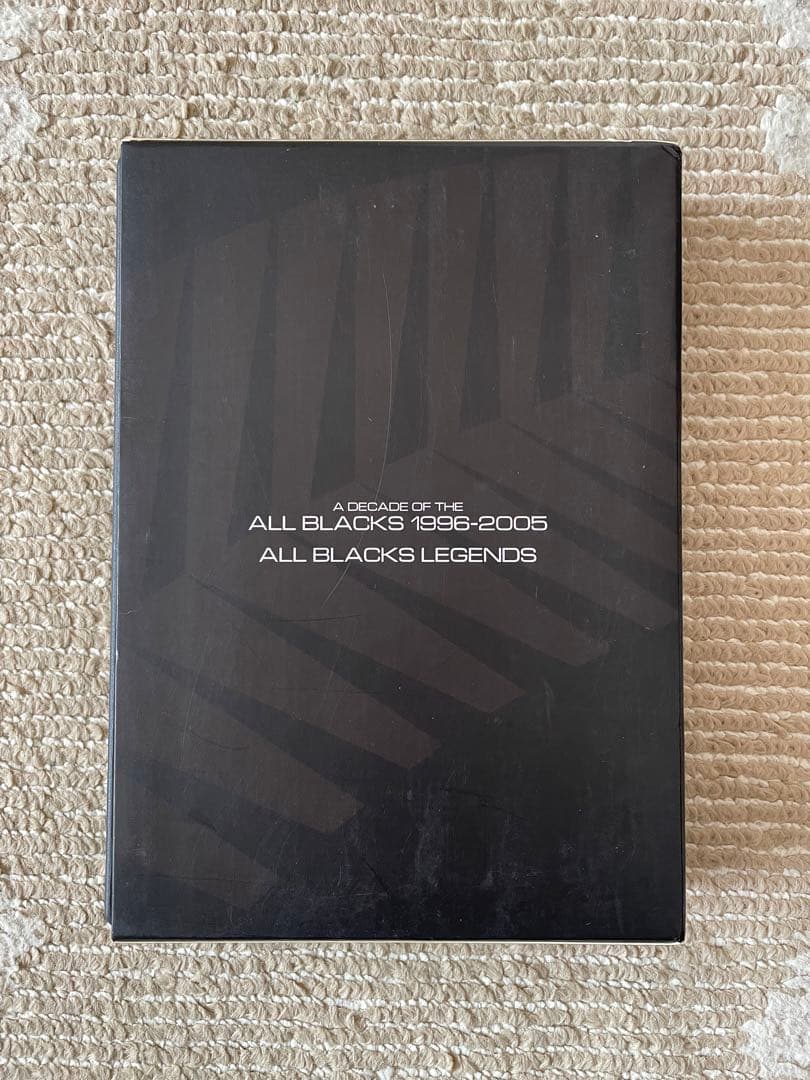 A DECADE OF THE
ALL BLACKS 1996-2005
ALL BLACKS LEGENDS